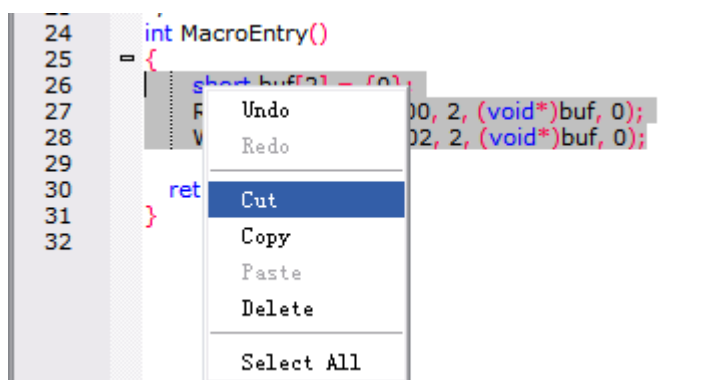 24 int MacroEntry()
25 {
26 short buf[2] = {0};
27 00, 2, (void*)buf, 0);
28 02, 2, (void*)buf, 0);
29
30 ret
31 }
32
Undo
Redo
Cut
Copy
Paste
Delete
Select All